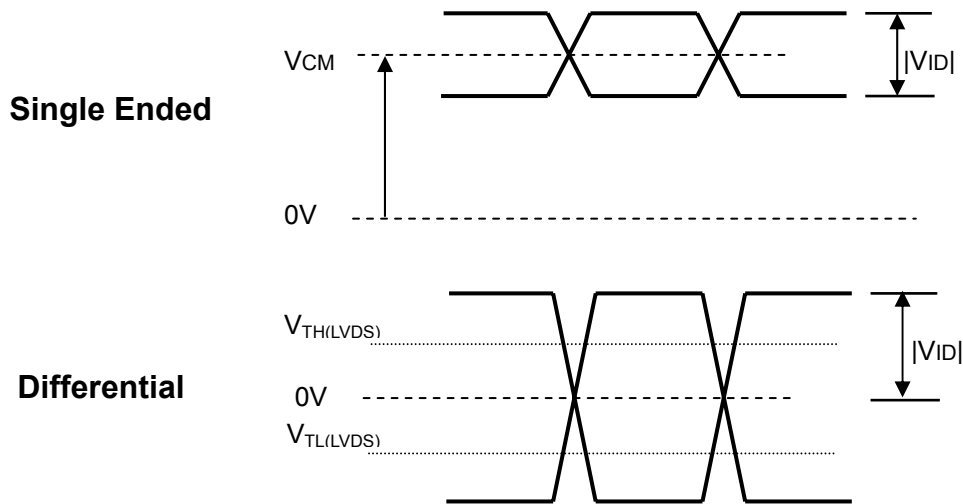 VCM
|VID|
Single Ended
0V
VTH(LVDS)
|VID|
Differential
0V
VTL(LVDS)